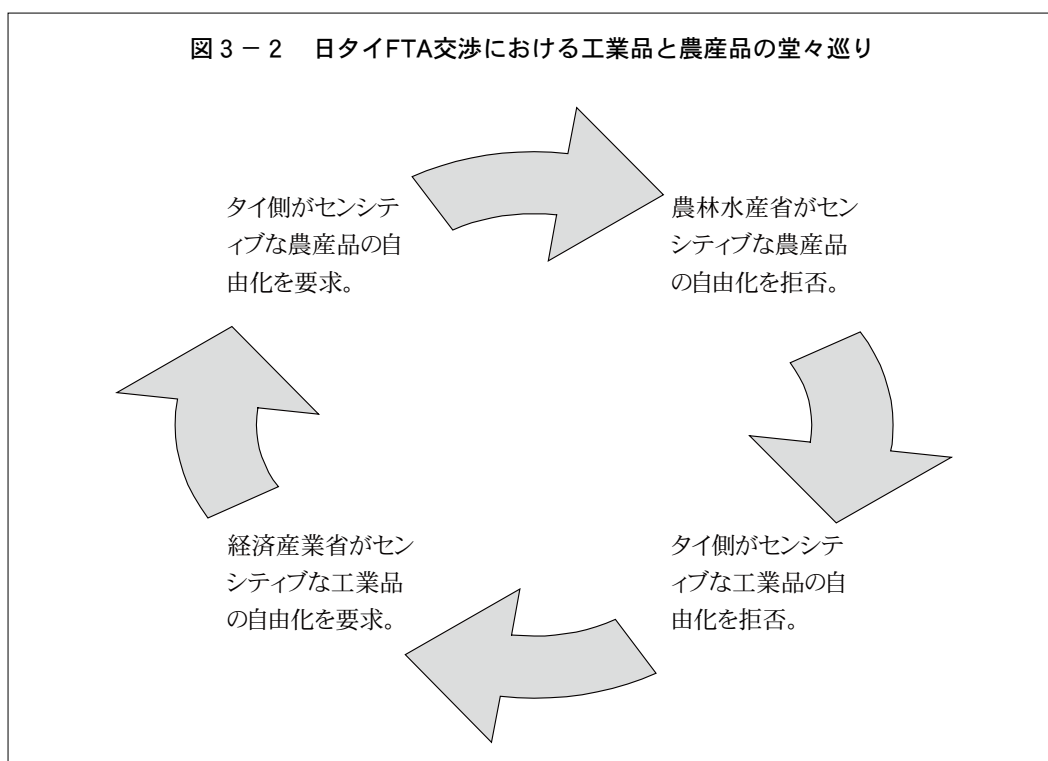 図３－２　日タイFTA交渉における工業品と農産品の堂々巡り
タイ側がセンシテ
ィブな農産品の自
由化を要求。
農林水産省がセン
シティブな農産品
の自由化を拒否。
経済産業省がセン
シティブな工業品
の自由化を要求。
タイ側がセンシテ
ィブな工業品の自
由化を拒否。